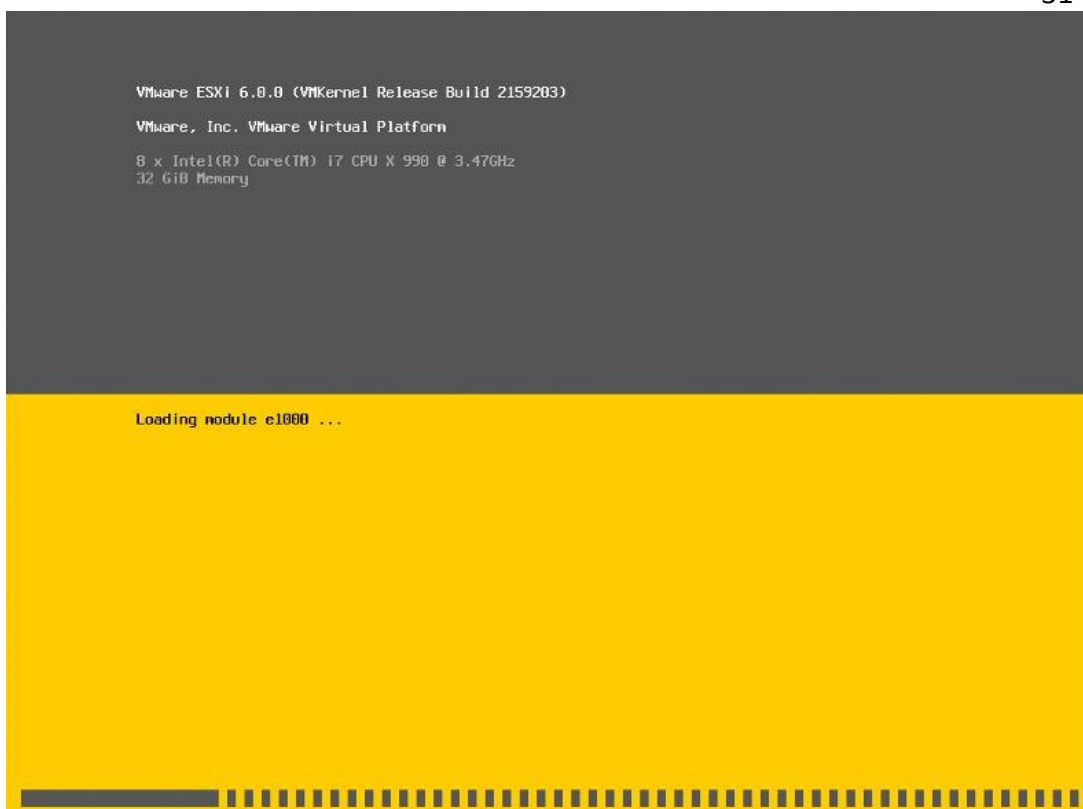 VMware ESXi 6.0.0 (VMKernel Release Build 2159203)
VMware, Inc. VMware Virtual Platform
8 x Intel(R) Core(TM) i7 CPU X 990 @ 3.47GHz
32 GiB Memory
Loading module e1000 ...